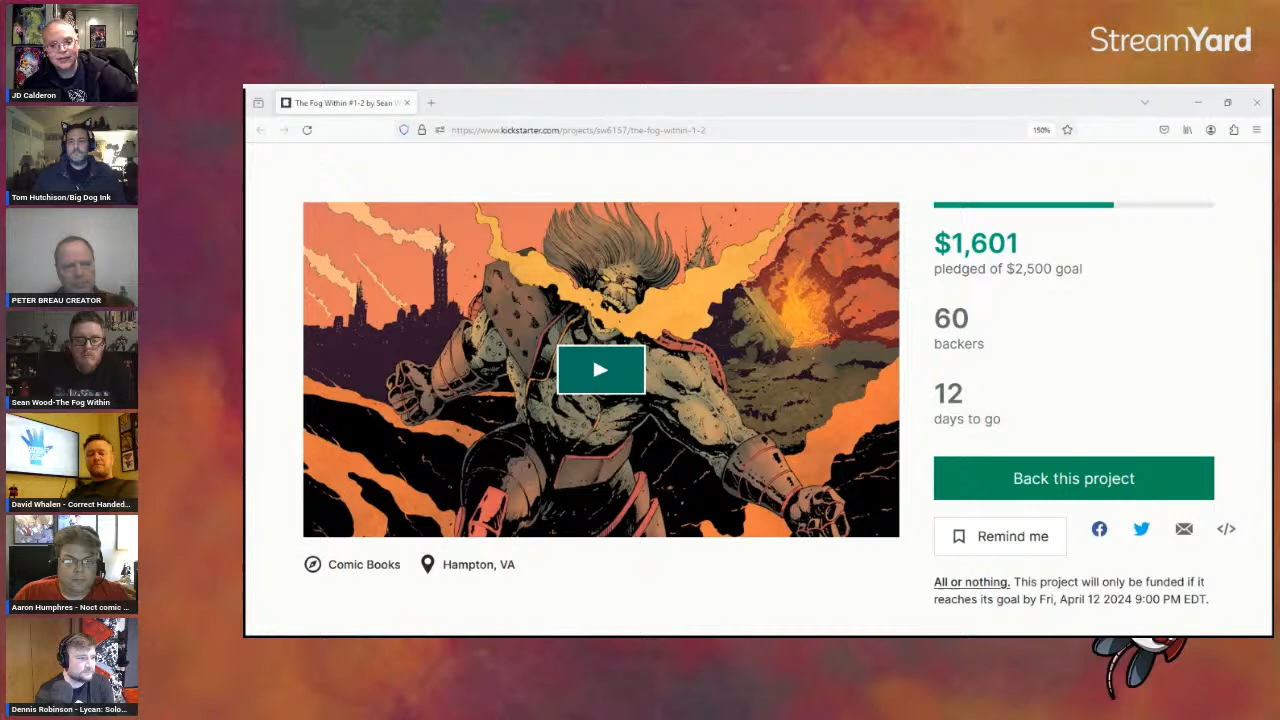 StreamYard
JD Calderon
Tom Hutchison/Big Dog Ink
PETER BREAU CREATOR
Sean Wood-The Fog Within
David Whalen - Correct Handed...
Aaron Humphres - Noct comic ...
Dennis Robinson - Lycan: Solo...
The Fog Within #1-2 by Sean W
https://www.kickstarter.com/projects/sw6157/the-fog-within-1-2
150%
$1,601
pledged of $2,500 goal
60
backers
12
days to go
Back this project
Remind me
All or nothing. This project will only be funded if it
reaches its goal by Fri, April 12 2024 9:00 PM EDT.
Comic Books
Hampton, VA